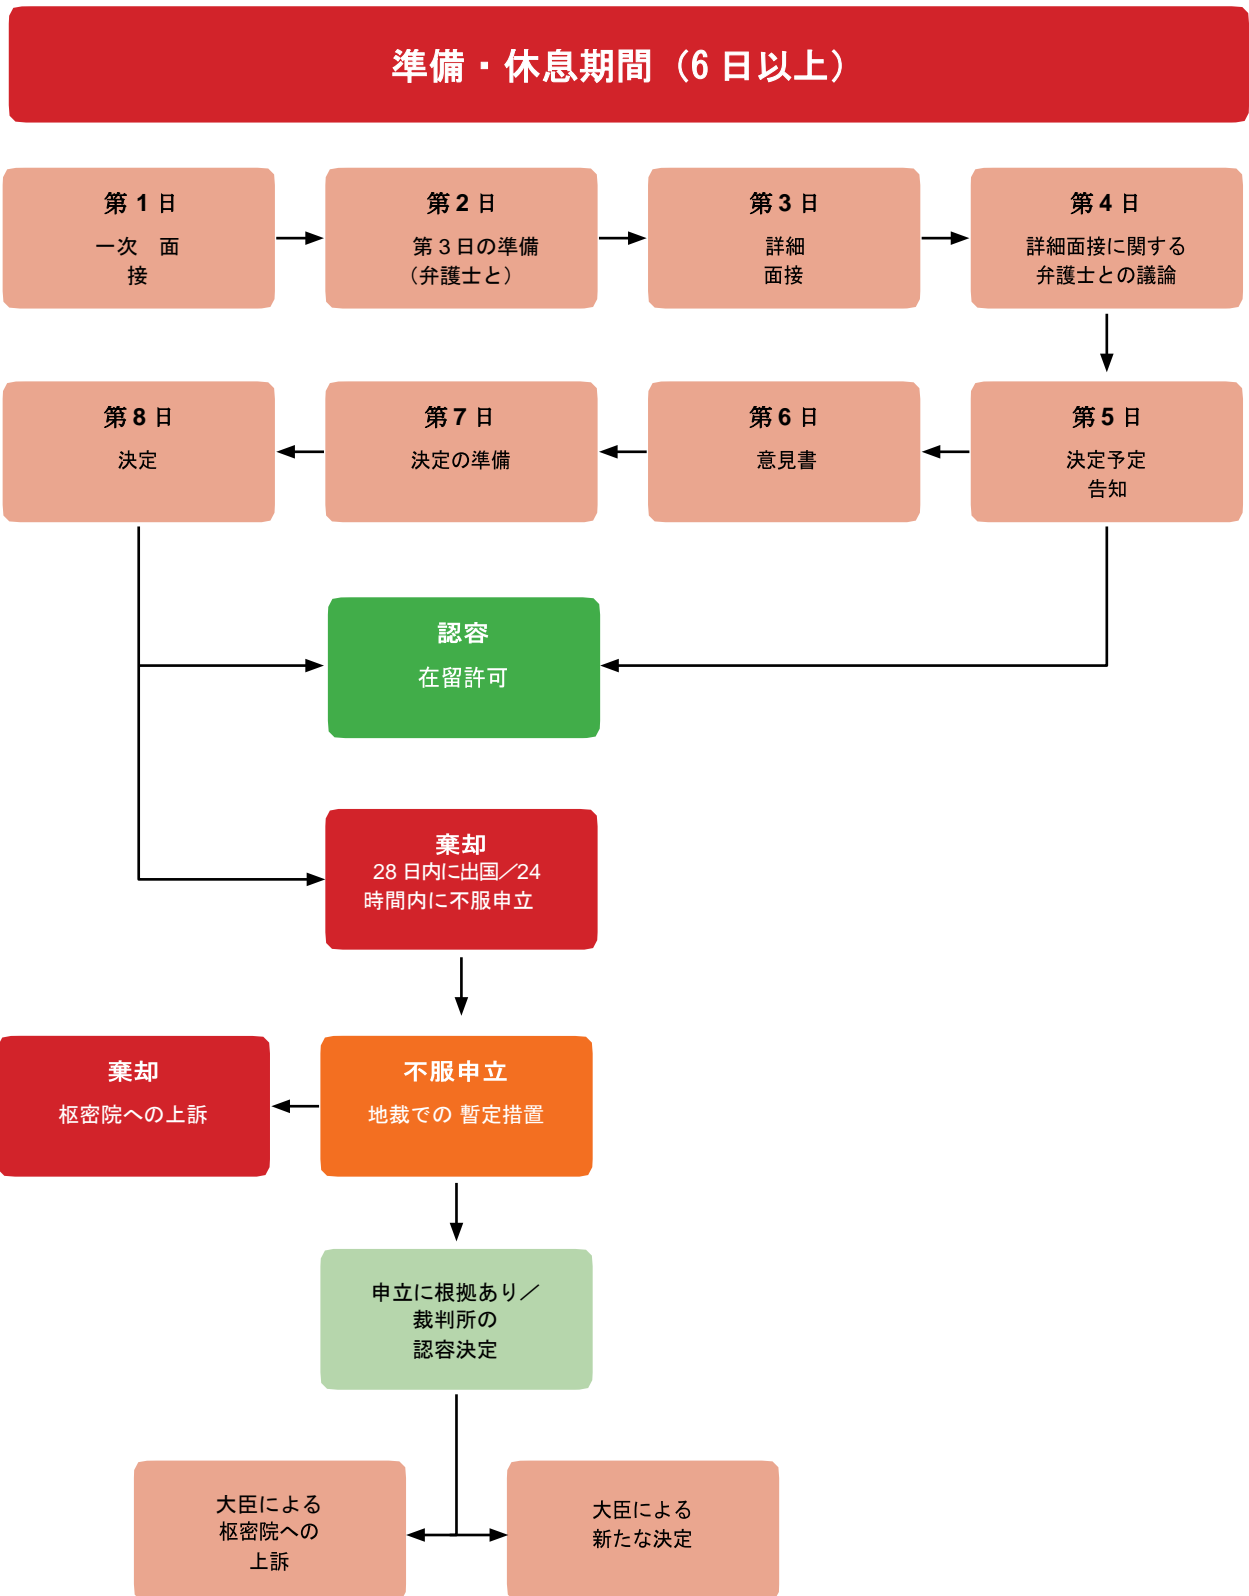 準備・休息期間（6 日以上）
第 1 日
一次　面
接
第 2 日
第 3 日の準備
（弁護士と）
第 3 日
詳細
面接
第 4 日
詳細面接に関する
弁護士との議論
第 8 日
決定
第 7 日
決定の準備
第 6 日
意見書
第 5 日
決定予定
告知
認容
在留許可
棄却
28 日内に出国／24
時間内に不服申立
棄却
枢密院への上訴
不服申立
地裁での 暫定措置
申立に根拠あり／
裁判所の
認容決定
大臣による
枢密院への
上訴
大臣による
新たな決定